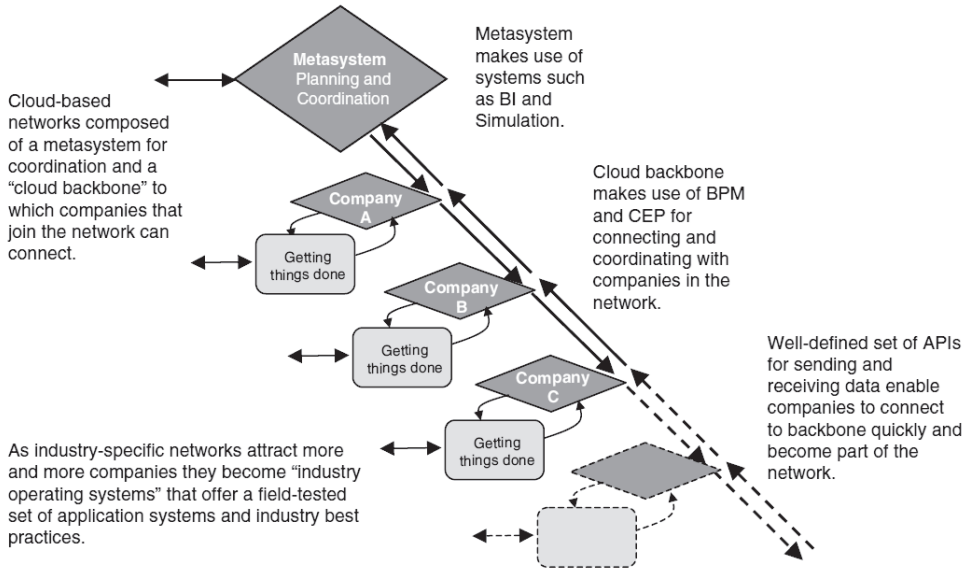 Metasystem
Planning and
Coordination
Metasystem
makes use of
systems such
as BI and
Simulation.
Cloud-based
networks composed
of a metasystem for
coordination and a
“cloud backbone” to
which companies that
join the network can
connect.
Company
A
Getting
things done
Cloud backbone
makes use of BPM
and CEP for
connecting and
coordinating with
companies in the
network.
Company
B
Getting
things done
Well-defined set of APIs
for sending and
receiving data enable
companies to connect
to backbone quickly and
become part of the
network.
Company
C
Getting
things done
As industry-specific networks attract more
and more companies they become “industry
operating systems” that offer a field-tested
set of application systems and industry best
practices.